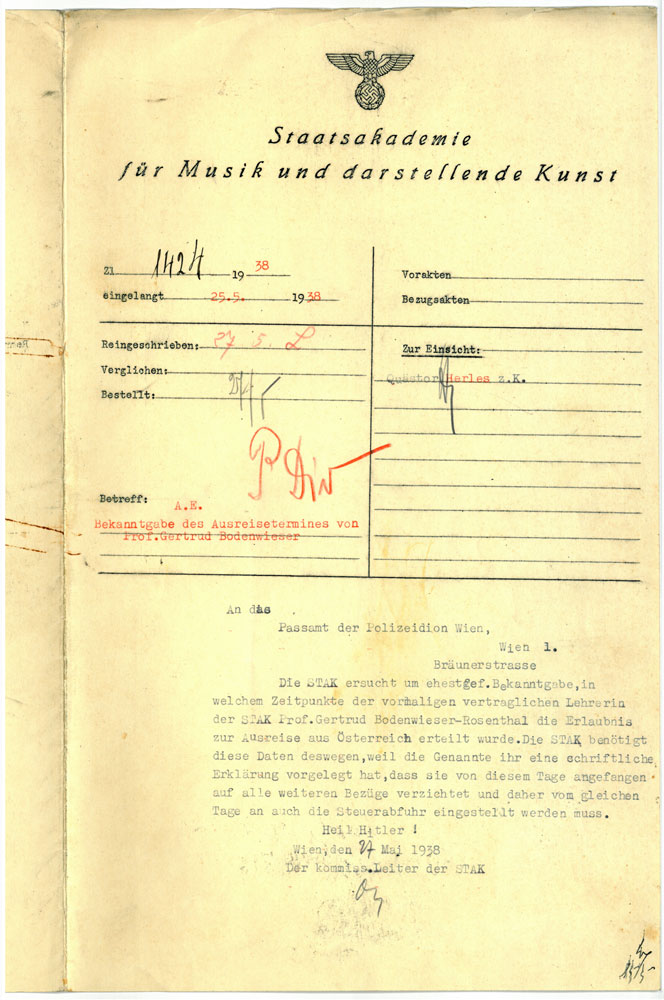 Staatsakademie
für Musik und darstellende Kunst
Zl 1424 1938
eingelangt 25.5. 1938
Vorakten
Bezugsakten
Reingeschrieben: 27 5. L
Verglichen:
Bestellt:
Zur Einsicht:
Quästor Herles z.K.
Betreff:
A.E.
Bekanntgabe des Ausreisetermines von
Prof.Gertrud Bodenwieser
An das
Passamt der Polizeidion Wien,
Wien 1.
Bräunerstrasse
Die STAK ersucht um ehestgef.Bekanntgabe,in
welchem Zeitpunkte der vormaligen vertraglichen Lehrerin
der STAK Prof.Gertrud Bodenwieser-Rosenthal die Erlaubnis
zur Ausreise aus Österreich erteilt wurde.Die STAK benötigt
diese Daten deswegen,weil die Genannte ihr eine schriftliche
Erklärung vorgelegt hat,dass sie von diesem Tage angefangen
auf alle weiteren Bezüge verzichtet und daher vom gleichen
Tage an auch die Steuerabfuhr eingestellt werden muss.
Heil Hitler !
Wien,den 27 Mai 1938
Der kommiss.Leiter der STAK